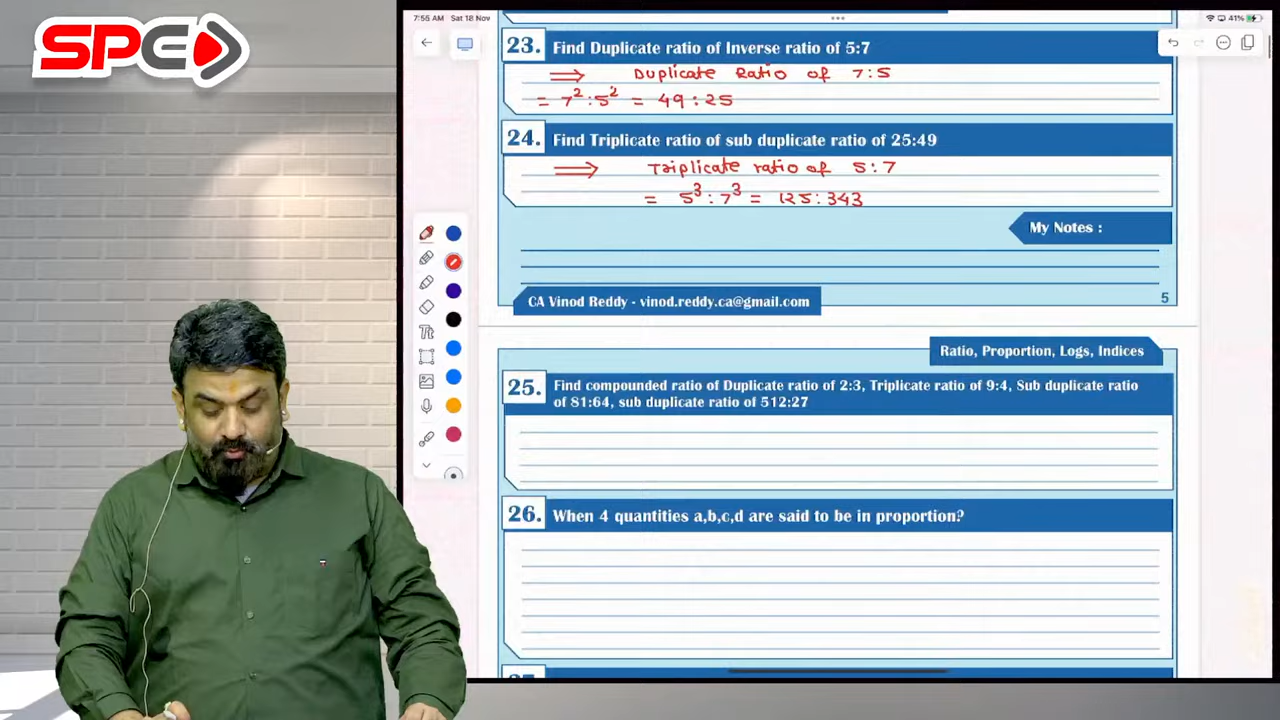 SPC
7:55 AM Sat 18 Nov
41%
23. Find Duplicate ratio of Inverse ratio of 5:7
⟹ Duplicate Ratio of 7:5
= 7²:5² = 49:25
24. Find Triplicate ratio of sub duplicate ratio of 25:49
⟹ Triplicate ratio of 5:7
= 5³:7³ = 125:343
My Notes :
CA Vinod Reddy - vinod.reddy.ca@gmail.com
5
Ratio, Proportion, Logs, Indices
25. Find compounded ratio of Duplicate ratio of 2:3, Triplicate ratio of 9:4, Sub duplicate ratio
of 81:64, sub duplicate ratio of 512:27
26. When 4 quantities a,b,c,d are said to be in proportion?
Tt